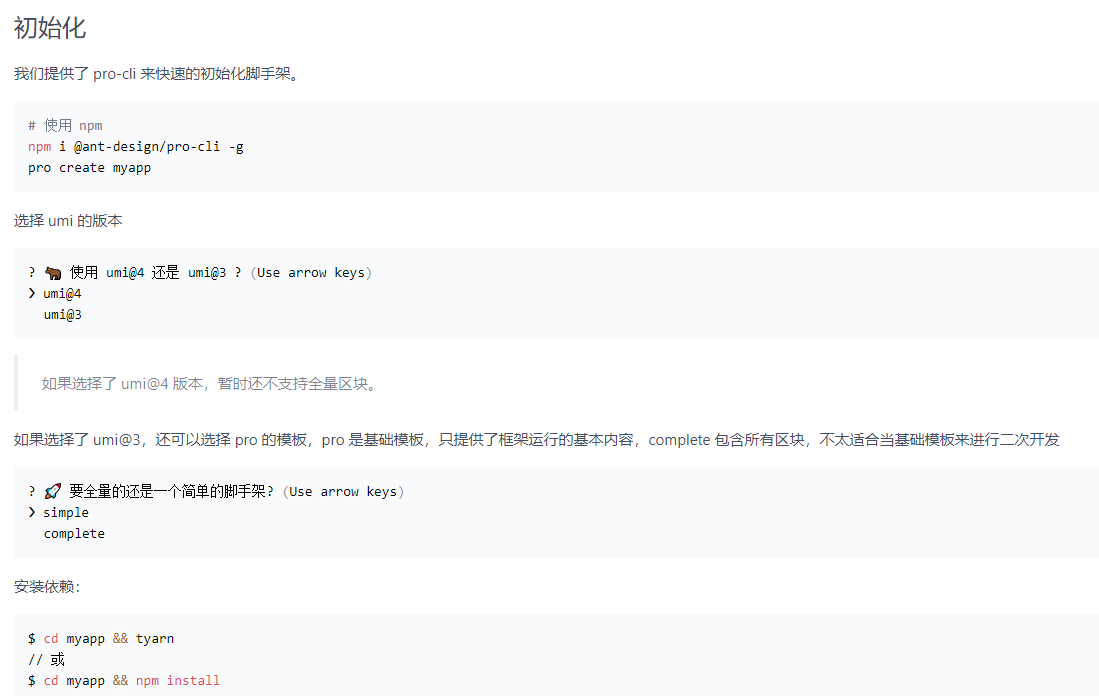 初始化
我们提供了 pro-cli 来快速的初始化脚手架。
# 使用 npm
npm i @ant-design/pro-cli -g
pro create myapp
选择 umi 的版本
? 🐂 使用 umi@4 还是 umi@3 ? (Use arrow keys)
❯ umi@4
umi@3
如果选择了 umi@4 版本，暂时还不支持全量区块。
如果选择了 umi@3，还可以选择 pro 的模板，pro 是基础模板，只提供了框架运行的基本内容，complete 包含所有区块，不太适合当基础模板来进行二次开发
? 🚀 要全量的还是一个简单的脚手架? (Use arrow keys)
❯ simple
complete
安装依赖：
$ cd myapp && tyarn
// 或
$ cd myapp && npm install